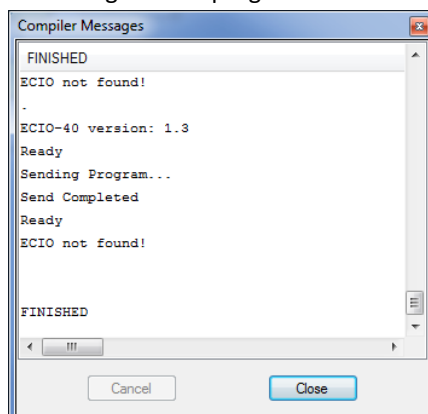 Compiler Messages
FINISHED
ECIO not found!
.
ECIO-40 version: 1.3
Ready
Sending Program...
Send Completed
Ready
ECIO not found!
FINISHED
Cancel
Close